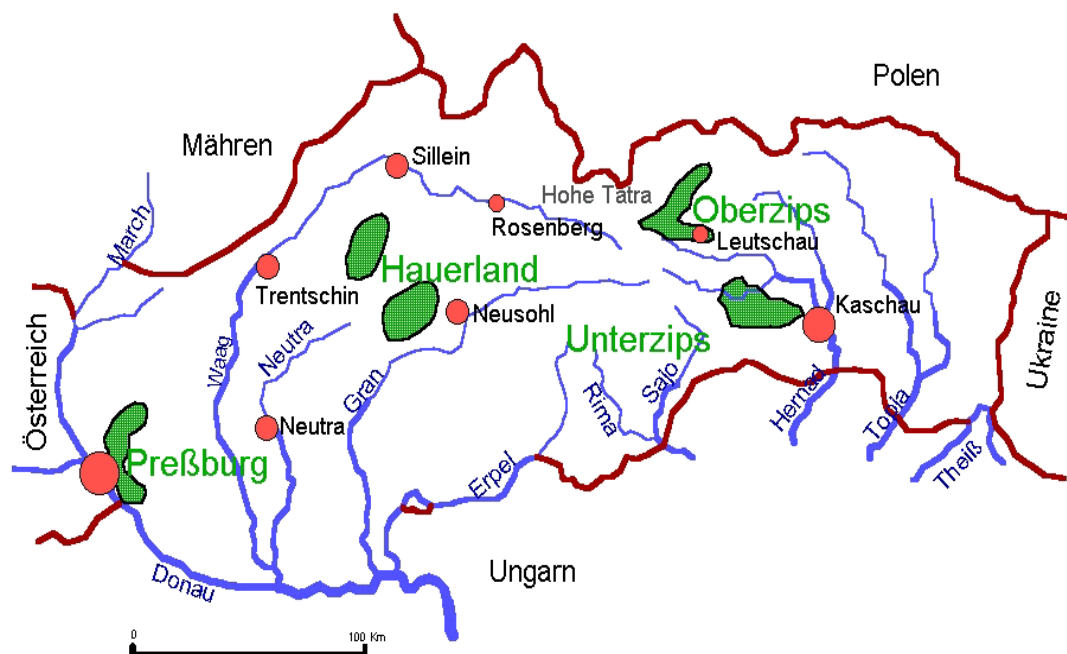 Polen
Mähren
Sillein
Hohe Tatra
Oberzips
Rosenberg
Leutschau
March
Hauerland
Trentschin
Neusohl
Kaschau
Unterzips
Österreich
Waag
Neutra
Gran
Rima
Sajo
Hernad
Topla
Ukraine
Neutra
Preßburg
Erpel
Theiß
Donau
Ungarn
0
100 Km